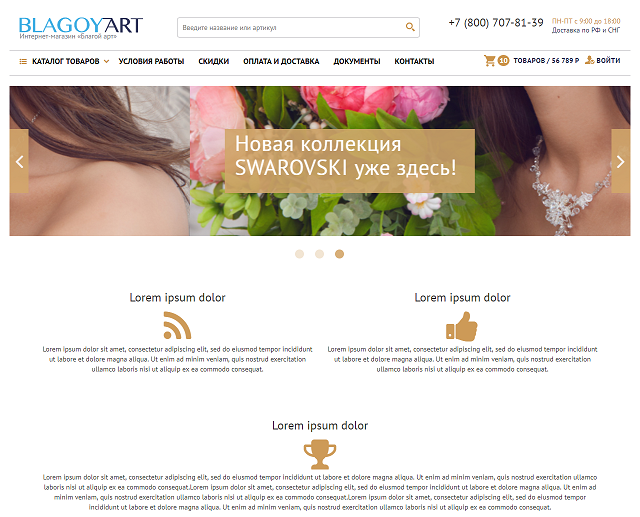 BLAGOY ART
Интернет-магазин «Благой арт»
Введите название или артикул
+7 (800) 707-81-39
ПН-ПТ с 9:00 до 18:00
Доставка по РФ и СНГ
КАТАЛОГ ТОВАРОВ
УСЛОВИЯ РАБОТЫ
СКИДКИ
ОПЛАТА И ДОСТАВКА
ДОКУМЕНТЫ
КОНТАКТЫ
10 ТОВАРОВ / 56 789 Р
ВОЙТИ
Новая коллекция
SWAROVSKI уже здесь!
Lorem ipsum dolor
Lorem ipsum dolor sit amet, consectetur adipiscing elit, sed do eiusmod tempor incididunt
ut labore et dolore magna aliqua. Ut enim ad minim veniam, quis nostrud exercitation
ullamco laboris nisi ut aliquip ex ea commodo consequat.
Lorem ipsum dolor
Lorem ipsum dolor sit amet, consectetur adipiscing elit, sed do eiusmod tempor incididunt
ut labore et dolore magna aliqua. Ut enim ad minim veniam, quis nostrud exercitation
ullamco laboris nisi ut aliquip ex ea commodo consequat.
Lorem ipsum dolor
Lorem ipsum dolor sit amet, consectetur adipiscing elit, sed do eiusmod tempor incididunt ut labore et dolore magna aliqua. Ut enim ad minim veniam, quis nostrud exercitation ullamco
laboris nisi ut aliquip ex ea commodo consequat.Lorem ipsum dolor sit amet, consectetur adipiscing elit, sed do eiusmod tempor incididunt ut labore et dolore magna aliqua. Ut enim ad
minim veniam, quis nostrud exercitation ullamco laboris nisi ut aliquip ex ea commodo consequat.Lorem ipsum dolor sit amet, consectetur adipiscing elit, sed do eiusmod tempor
incididunt ut labore et dolore magna aliqua. Ut enim ad minim veniam, quis nostrud exercitation ullamco laboris nisi ut aliquip ex ea commodo consequat.